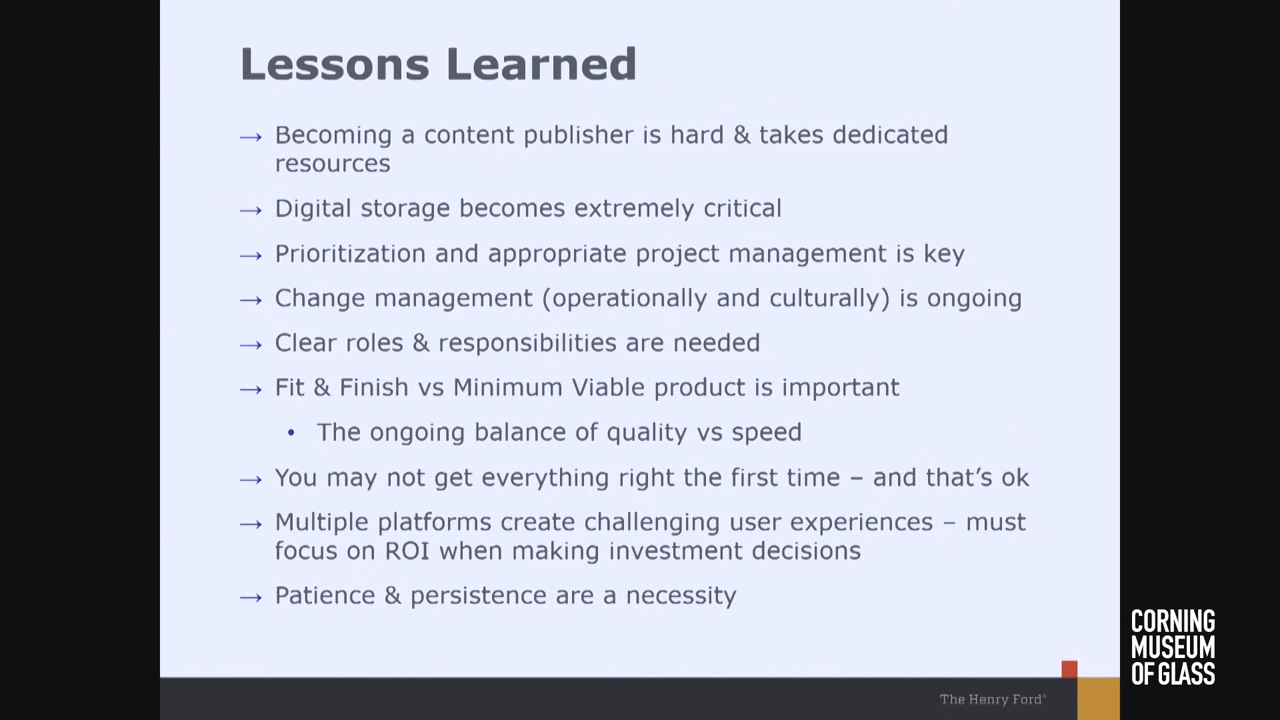 Lessons Learned
→ Becoming a content publisher is hard & takes dedicated
resources
→ Digital storage becomes extremely critical
→ Prioritization and appropriate project management is key
→ Change management (operationally and culturally) is ongoing
→ Clear roles & responsibilities are needed
→ Fit & Finish vs Minimum Viable product is important
• The ongoing balance of quality vs speed
→ You may not get everything right the first time – and that’s ok
→ Multiple platforms create challenging user experiences – must
focus on ROI when making investment decisions
→ Patience & persistence are a necessity
The Henry Ford®
CORNING
MUSEUM
OF GLASS